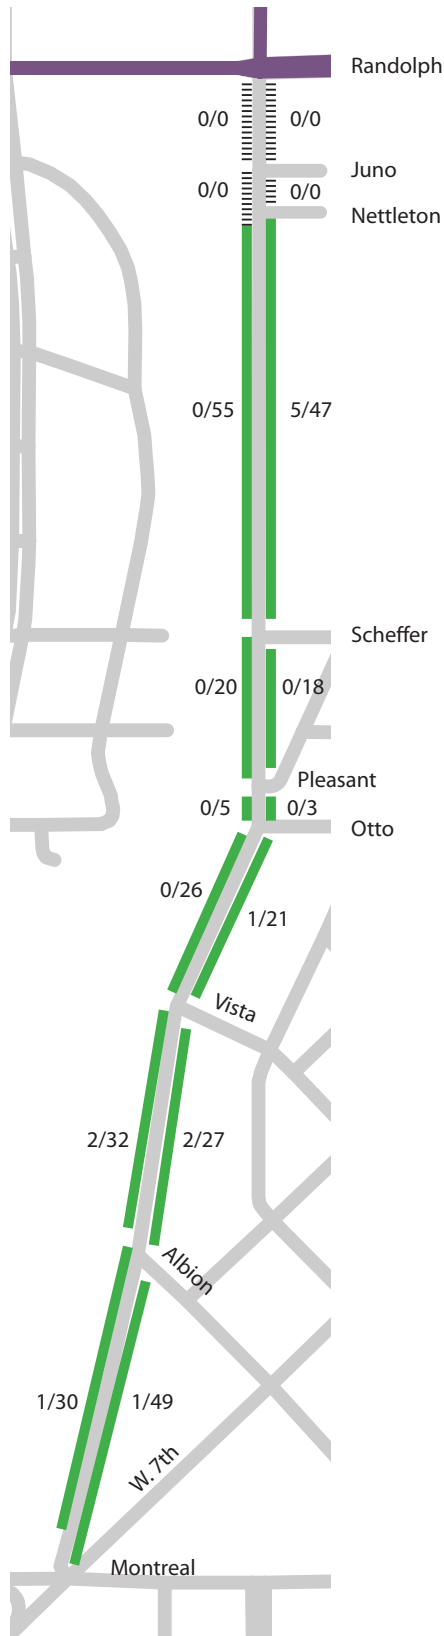 Randolph
0/0 0/0
Juno
0/0 0/0
Nettleton
0/55 5/47
Scheffer
0/20 0/18
Pleasant
0/5 0/3
Otto
0/26
1/21
Vista
2/32 2/27
Albion
1/30 1/49
W. 7th
Montreal